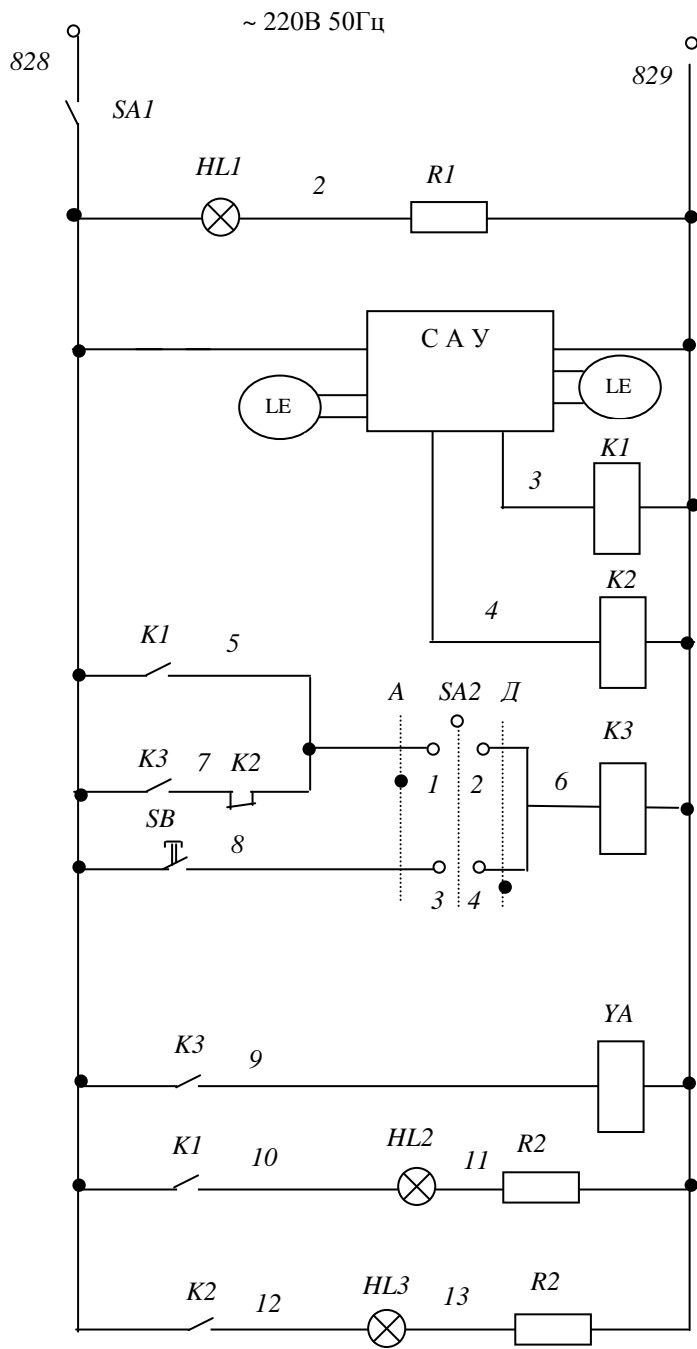 ~ 220В 50Гц
828
829
SA1
HL1
2
R1
С А У
LE
LE
K1
3
K2
4
K1
5
A
SA2
Д
K3
K3
7
K2
1
2
6
SB
8
3
4
YA
K3
9
K1
10
HL2
11
R2
K2
12
HL3
13
R2